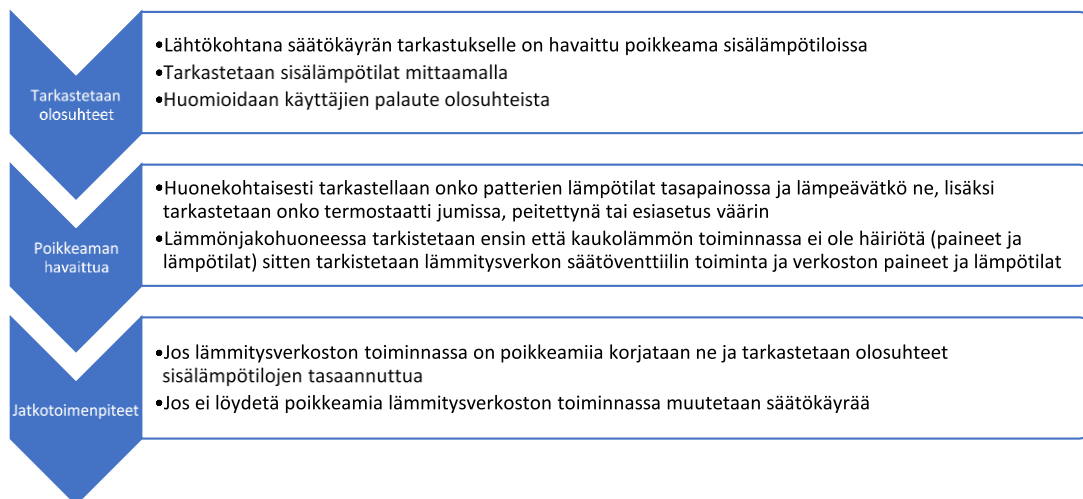 Tarkastetaan
olosuhteet
•Lähtökohtana säätökäyrän tarkastukselle on havaittu poikkeama sisälämpötiloissa
•Tarkastetaan sisälämpötilat mittaamalla
•Huomioidaan käyttäjien palaute olosuhteista
Poikkeaman
havaittua
•Huonekohtaisesti tarkastellaan onko patterien lämpötilat tasapainossa ja lämpeävätkö ne, lisäksi
tarkastetaan onko termostaatti jumissa, peitettynä tai esiasetus väärin
•Lämmönjakohuoneessa tarkistetaan ensin että kaukolämmön toiminnassa ei ole häiriötä (paineet ja
lämpötilat) sitten tarkistetaan lämmitysverkon säätöventtiilin toiminta ja verkoston paineet ja lämpötilat
Jatkotoimenpiteet
•Jos lämmitysverkoston toiminnassa on poikkeamiia korjataan ne ja tarkastetaan olosuhteet
sisälämpötilojen tasaannuttua
•Jos ei löydetä poikkeamia lämmitysverkoston toiminnassa muutetaan säätökäyrää